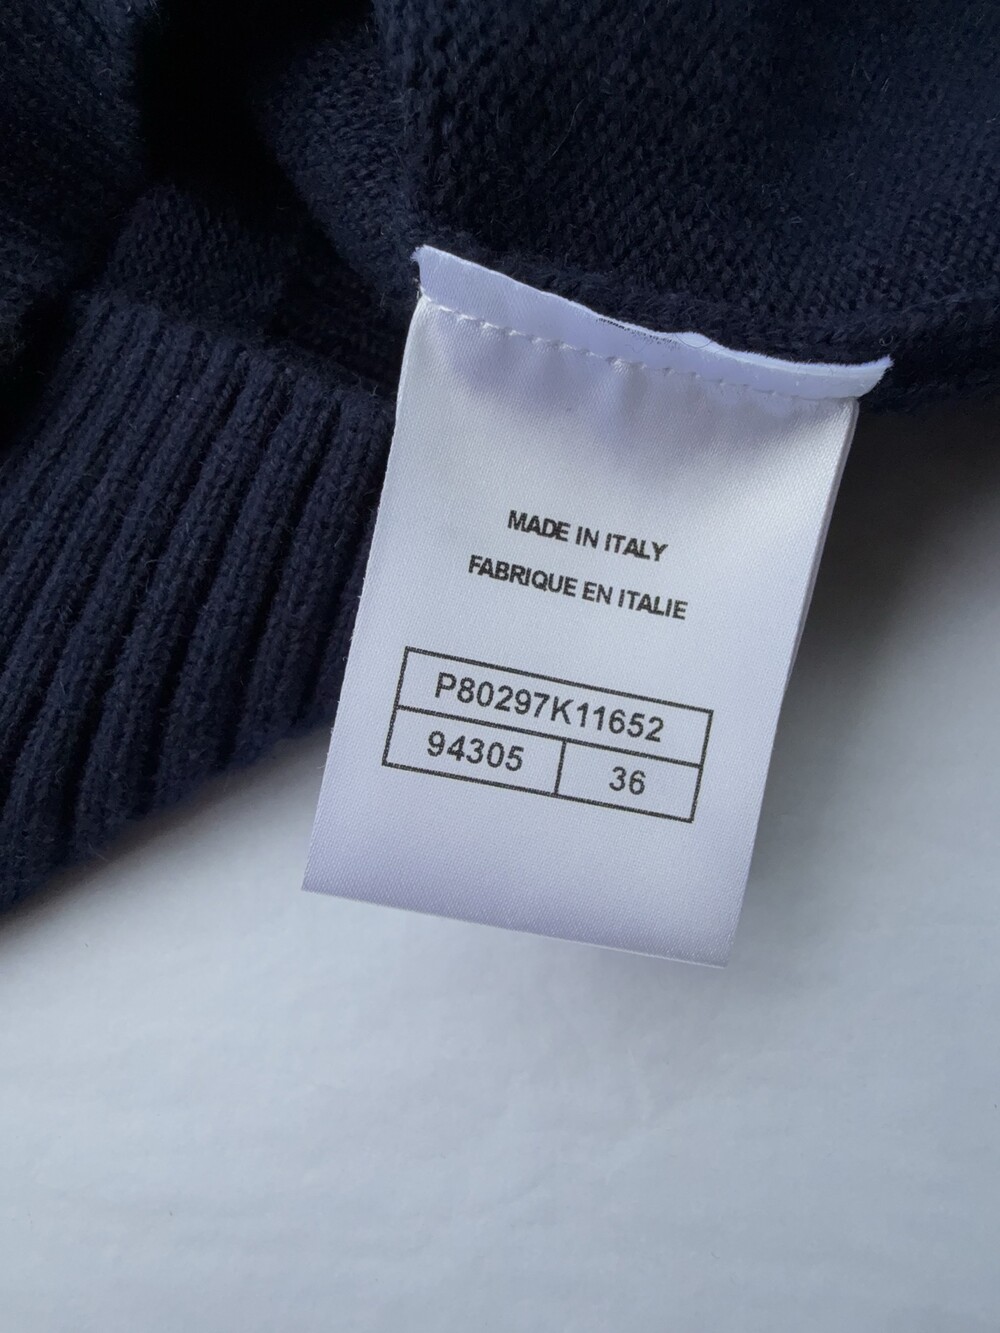 MADE IN ITALY
FABRIQUE EN ITALIE
P80297K11652
94305 36